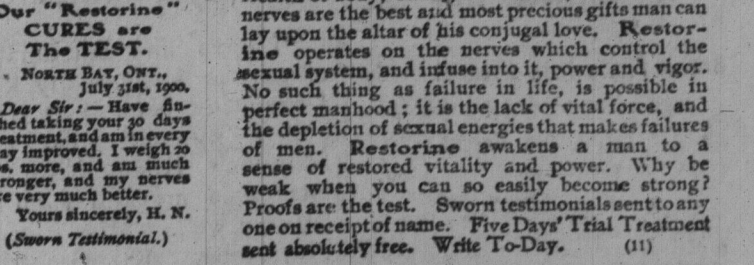 Our "Restorine"
CURES are
The TEST.
North Bay, Ont.,
July 31st, 1900.
Dear Sir:—Have fin-
hed taking your 30 days
eatment, and am in every
ay improved. I weigh 20
s. more, and am much
ronger, and my nerves
e very much better.
Yours sincerely, H. N.
(Sworn Testimonial.)
nerves are the best and most precious gifts man can
lay upon the altar of his conjugal love. Restor-
ine operates on the nerves which control the
sexual system, and infuse into it, power and vigor.
No such thing as failure in life, is possible in
perfect manhood; it is the lack of vital force, and
the depletion of sexual energies that makes failures
of men. Restorine awakens a man to a
sense of restored vitality and power. Why be
weak when you can so easily become strong?
Proofs are the test. Sworn testimonials sent to any
one on receipt of name. Five Days' Trial Treatment
sent absolutely free. Write To-Day. (11)